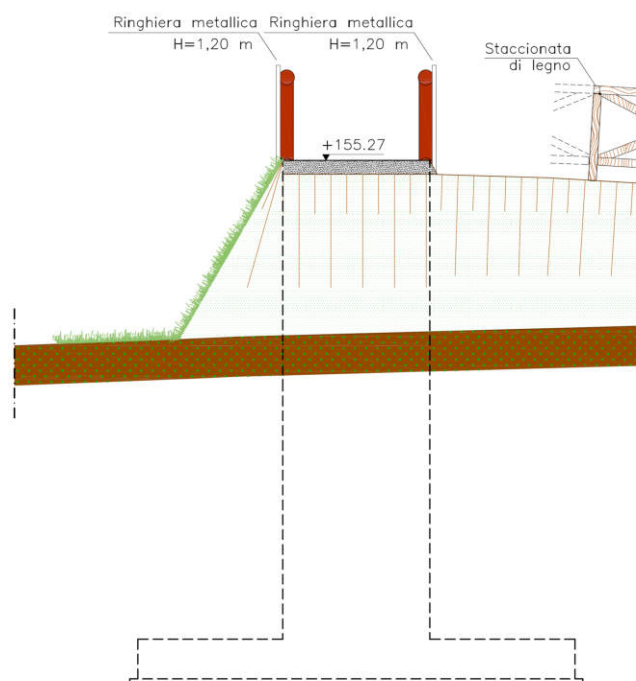 Ringhiera metallica
H=1,20 m
Ringhiera metallica
H=1,20 m
Staccionata
di legno
+155.27